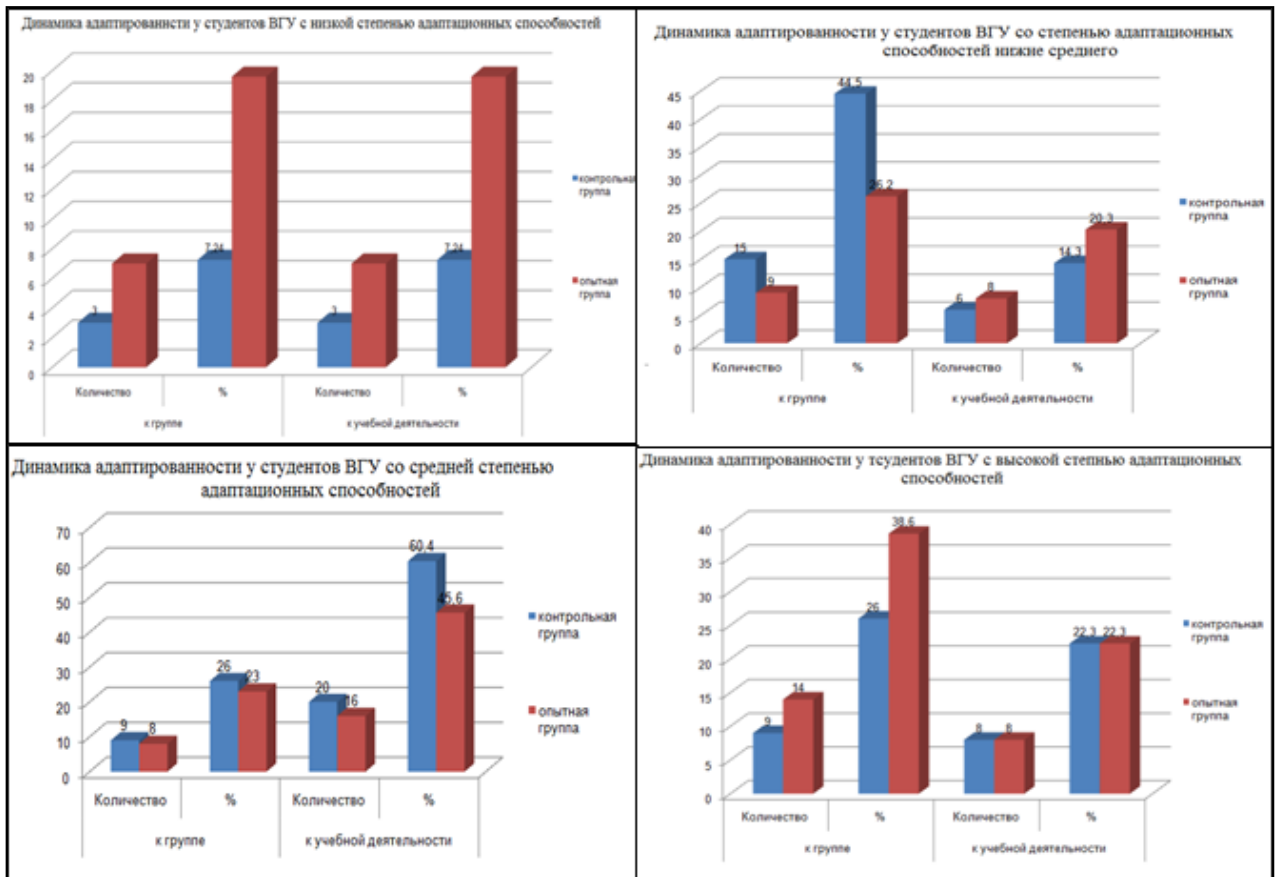 Динамика адаптированнсти у студентов ВГУ с низкой степенью адаптационных способностей
20
18
16
14
12
10
8
6
4
2
0
3
7,24
3
7,24
Количество
%
Количество
%
к группе
к учебной деятельности
контрольная
группа
опытная
группа
Динамика адаптированности у студентов ВГУ со степенью адаптационных
способностей нижне среднего
45
40
35
30
25
20
15
10
5
0
15
9
44,5
26,2
6
8
14,3
20,3
Количество
%
Количество
%
к группе
к учебной деятельности
контрольная
группа
опытная
группа
Динамика адаптированности у студентов ВГУ со средней степенью
адаптационных способностей
70
60
50
40
30
20
10
0
9
8
26
23
20
16
60,4
45,6
Количество
%
Количество
%
к группе
к учебной деятельности
контрольная
группа
опытная
группа
Динамика адаптированности у тсудентов ВГУ с высокой степнью адаптационных
способностей
40
35
30
25
20
15
10
5
0
9
14
26
38,6
8
8
22,3
22,3
Количество
%
Количество
%
к группе
к учебной деятельности
контрольная
группа
опытная
группа